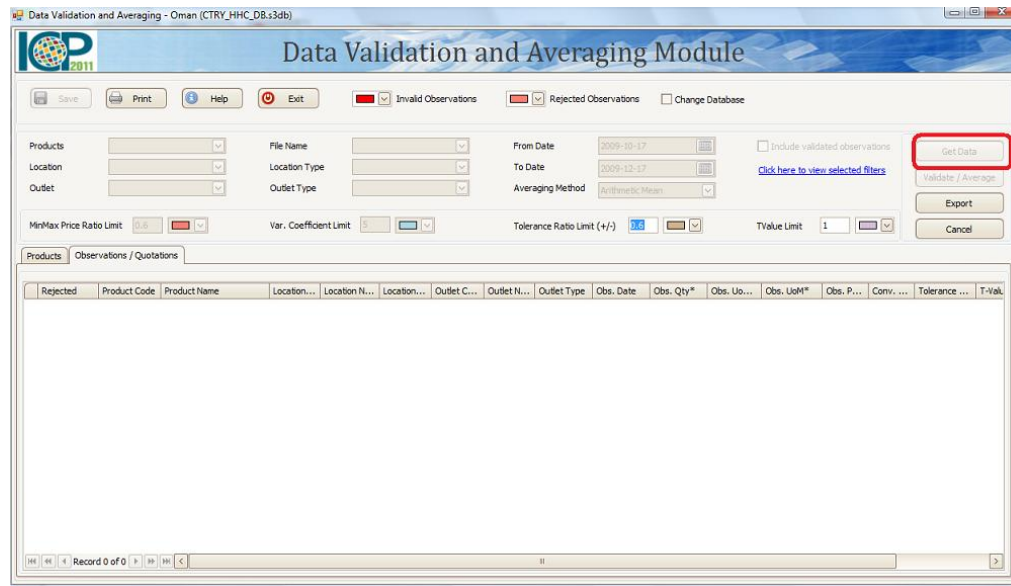 Data Validation and Averaging - Oman (CTRY_HHC_DB.s3db)
ICP 2011 Data Validation and Averaging Module
Save Print Help Exit Invalid Observations Rejected Observations Change Database
Products File Name From Date 2009-10-17 Include validated observations Get Data
Location Location Type To Date 2009-12-17 Click here to view selected filters Validate / Average
Outlet Outlet Type Averaging Method Arithmetic Mean Export
MinMax Price Ratio Limit 0.6 Var. Coefficient Limit 5 Tolerance Ratio Limit (+/-) 0.6 TValue Limit 1 Cancel
Products Observations / Quotations
Rejected Product Code Product Name Location... Location N... Location... Outlet C... Outlet N... Outlet Type Obs. Date Obs. Qty* Obs. Uo... Obs. UoM* Obs. P... Conv. ... Tolerance ... T-Valu
Record 0 of 0